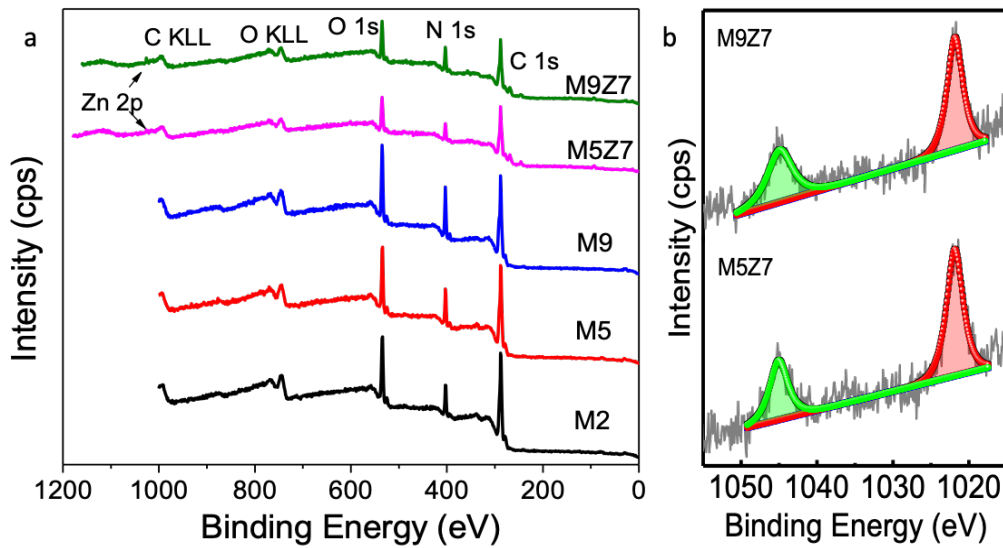 a
C KLL
O KLL
O 1s
N 1s
C 1s
Zn 2p
M9Z7
M5Z7
M9
M5
M2
Intensity (cps)
1200 1000 800 600 400 200 0
Binding Energy (eV)
b
M9Z7
M5Z7
Intensity (cps)
1050 1040 1030 1020
Binding Energy (eV)